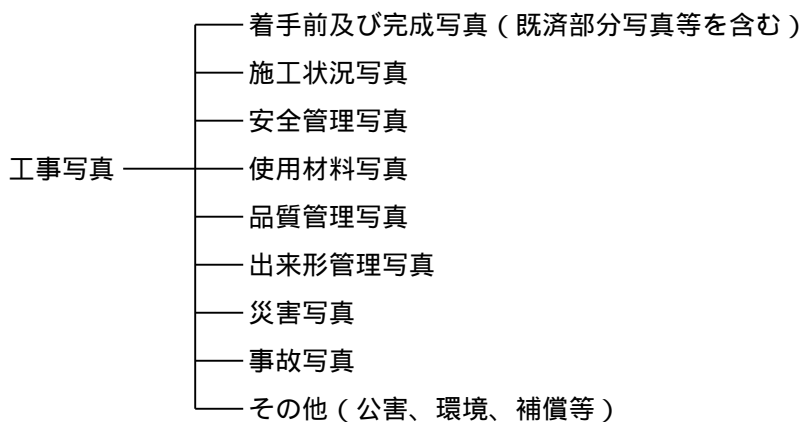 着手前及び完成写真（既済部分写真等を含む）
施工状況写真
安全管理写真
工事写真 使用材料写真
品質管理写真
出来形管理写真
災害写真
事故写真
その他（公害、環境、補償等）